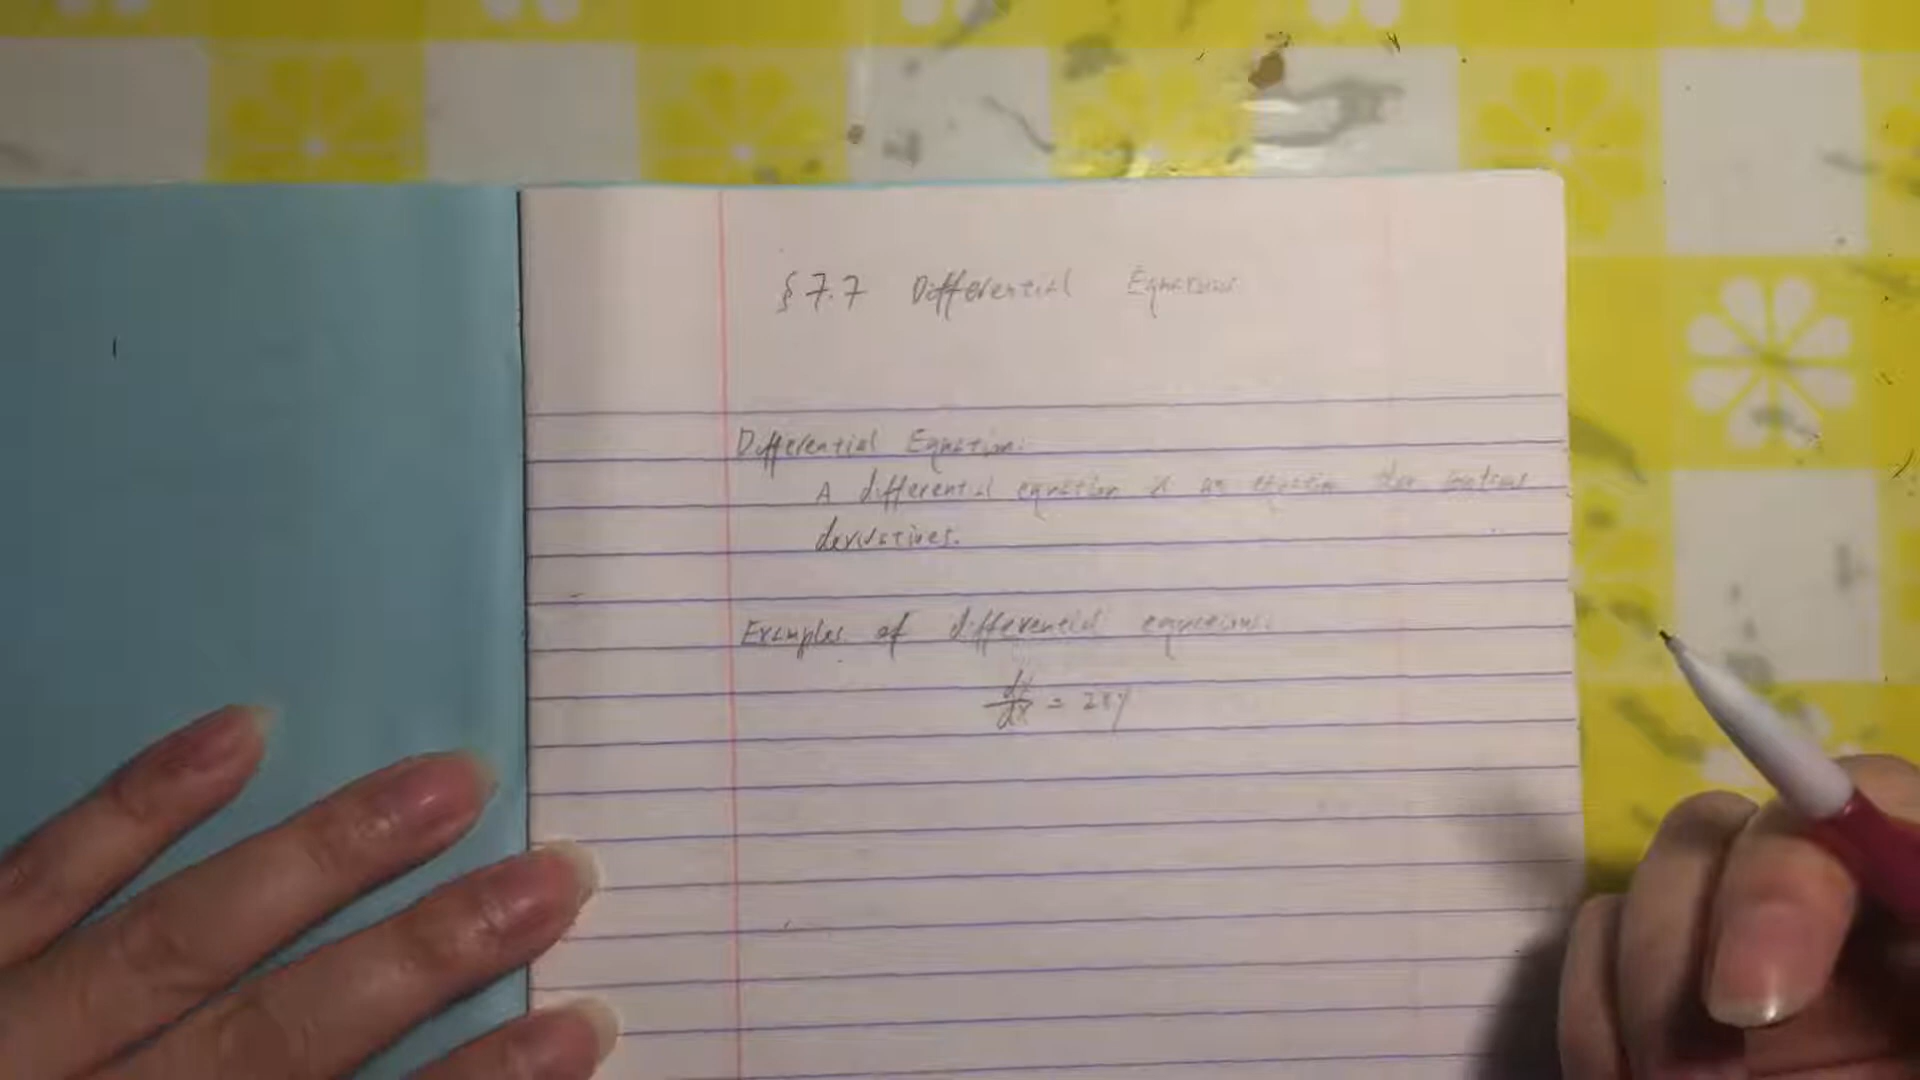 § 7.7 Differential Equations
Differential Equation:
A differential equation is an equation that contains
derivatives.
Examples of differential equations:
dy/dx = 2xy